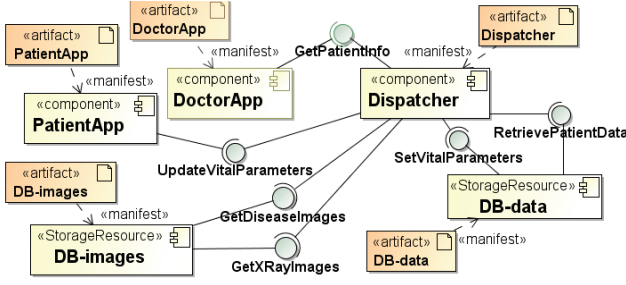 «artifact»
DoctorApp
«artifact»
PatientApp
«manifest»
GetPatientInfo
«artifact»
Dispatcher
«manifest»
«manifest»
«component»
DoctorApp
«component»
PatientApp
«component»
Dispatcher
RetrievePatientData
UpdateVitalParameters
SetVitalParameters
«artifact»
DB-images
«manifest»
GetDiseaseImages
«StorageResource»
DB-data
«StorageResource»
DB-images
GetXRayImages
«artifact»
DB-data
«manifest»